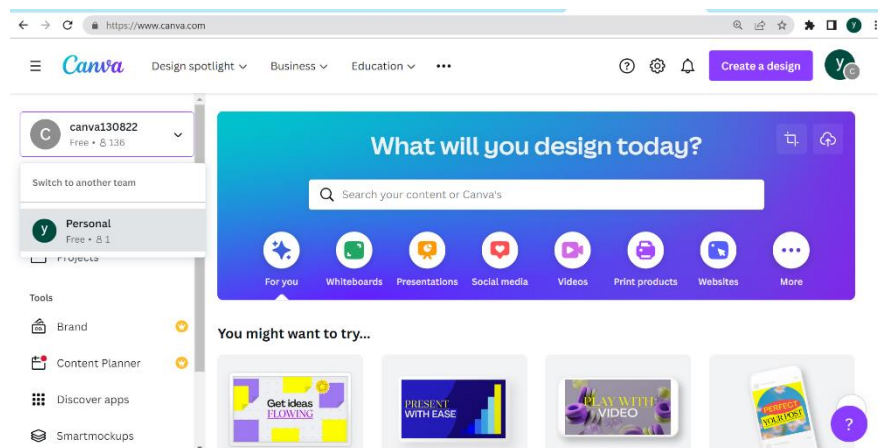 https://www.canva.com
y
Canva
Design spotlight
Business
Education
•••
?
Create a design
y
C
C
canva130822
Free • 136
Switch to another team
y
Personal
Free • 1
Projects
Tools
Brand
Content Planner
Discover apps
Smartmockups
What will you design today?
Search your content or Canva's
For you
Whiteboards
Presentations
Social media
Videos
Print products
Websites
More
You might want to try...
Get ideas
FLOWING
PRESENT
WITH EASE
PLAY WITH
VIDEO
PERFECT
YOUR POST
?